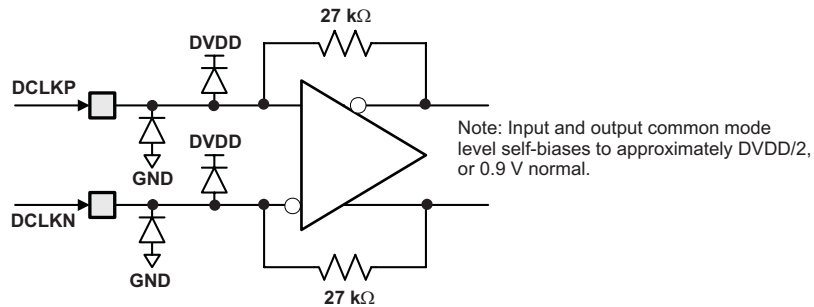 27 kΩ
DVDD
DCLKP
GND
DVDD
Note: Input and output common mode
level self-biases to approximately DVDD/2,
or 0.9 V normal.
DCLKN
GND
27 kΩ